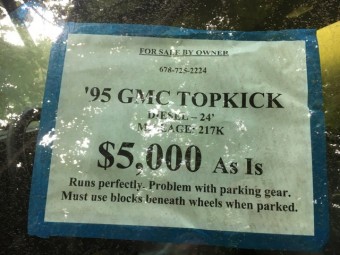 FOR SALE BY OWNER
678-725-2224
'95 GMC TOPKICK
DIESEL – 24'
MILEAGE: 217K
$5,000 As Is
Runs perfectly. Problem with parking gear.
Must use blocks beneath wheels when parked.